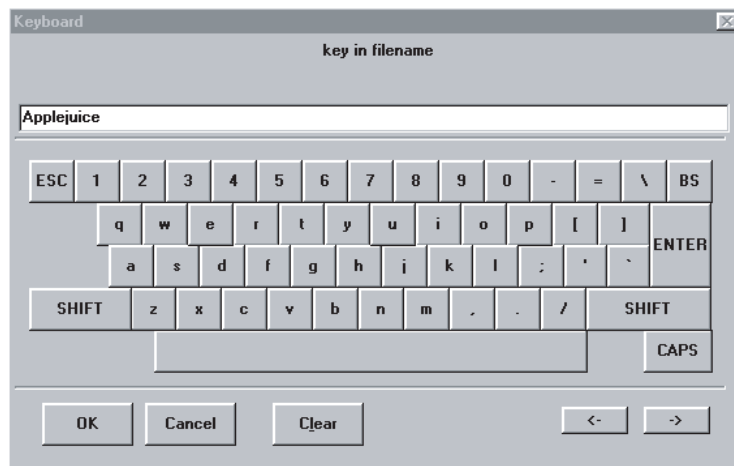 Keyboard
key in filename
Applejuice
ESC 1 2 3 4 5 6 7 8 9 0 - = \ BS
q w e r t y u i o p [ ] ENTER
a s d f g h j k l ; ' `
SHIFT z x c v b n m , . / SHIFT
CAPS
OK Cancel Clear <- ->